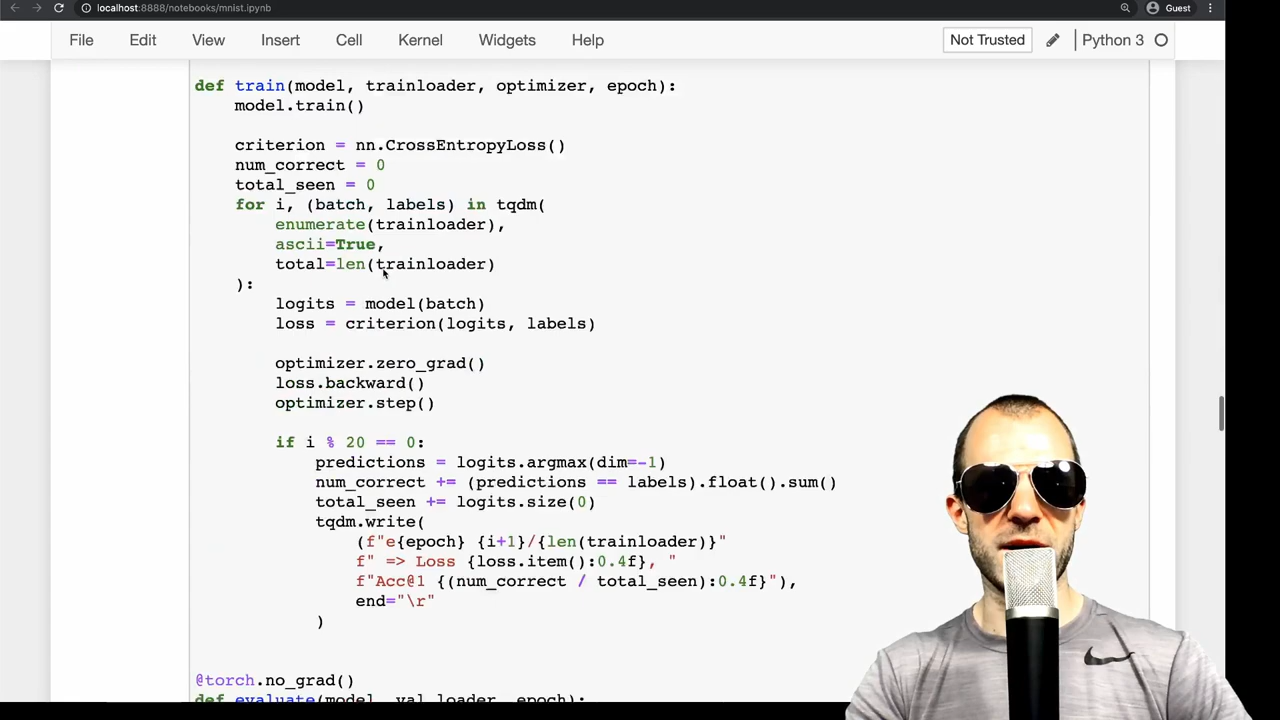 localhost:8888/notebooks/mnist.ipynb
Guest
File Edit View Insert Cell Kernel Widgets Help
Not Trusted
Python 3
def train(model, trainloader, optimizer, epoch):
    model.train()
    criterion = nn.CrossEntropyLoss()
    num_correct = 0
    total_seen = 0
    for i, (batch, labels) in tqdm(
        enumerate(trainloader),
        ascii=True,
        total=len(trainloader)
    ):
        logits = model(batch)
        loss = criterion(logits, labels)
        optimizer.zero_grad()
        loss.backward()
        optimizer.step()
        if i % 20 == 0:
            predictions = logits.argmax(dim=-1)
            num_correct += (predictions == labels).float().sum()
            total_seen += logits.size(0)
            tqdm.write(
                (f"e{epoch} {i+1}/{len(trainloader)}"
                f" => Loss {loss.item():0.4f}, "
                f"Acc@1 {(num_correct / total_seen):0.4f}"),
                end="\r"
            )
@torch.no_grad()
def evaluate(model, val_loader, epoch):